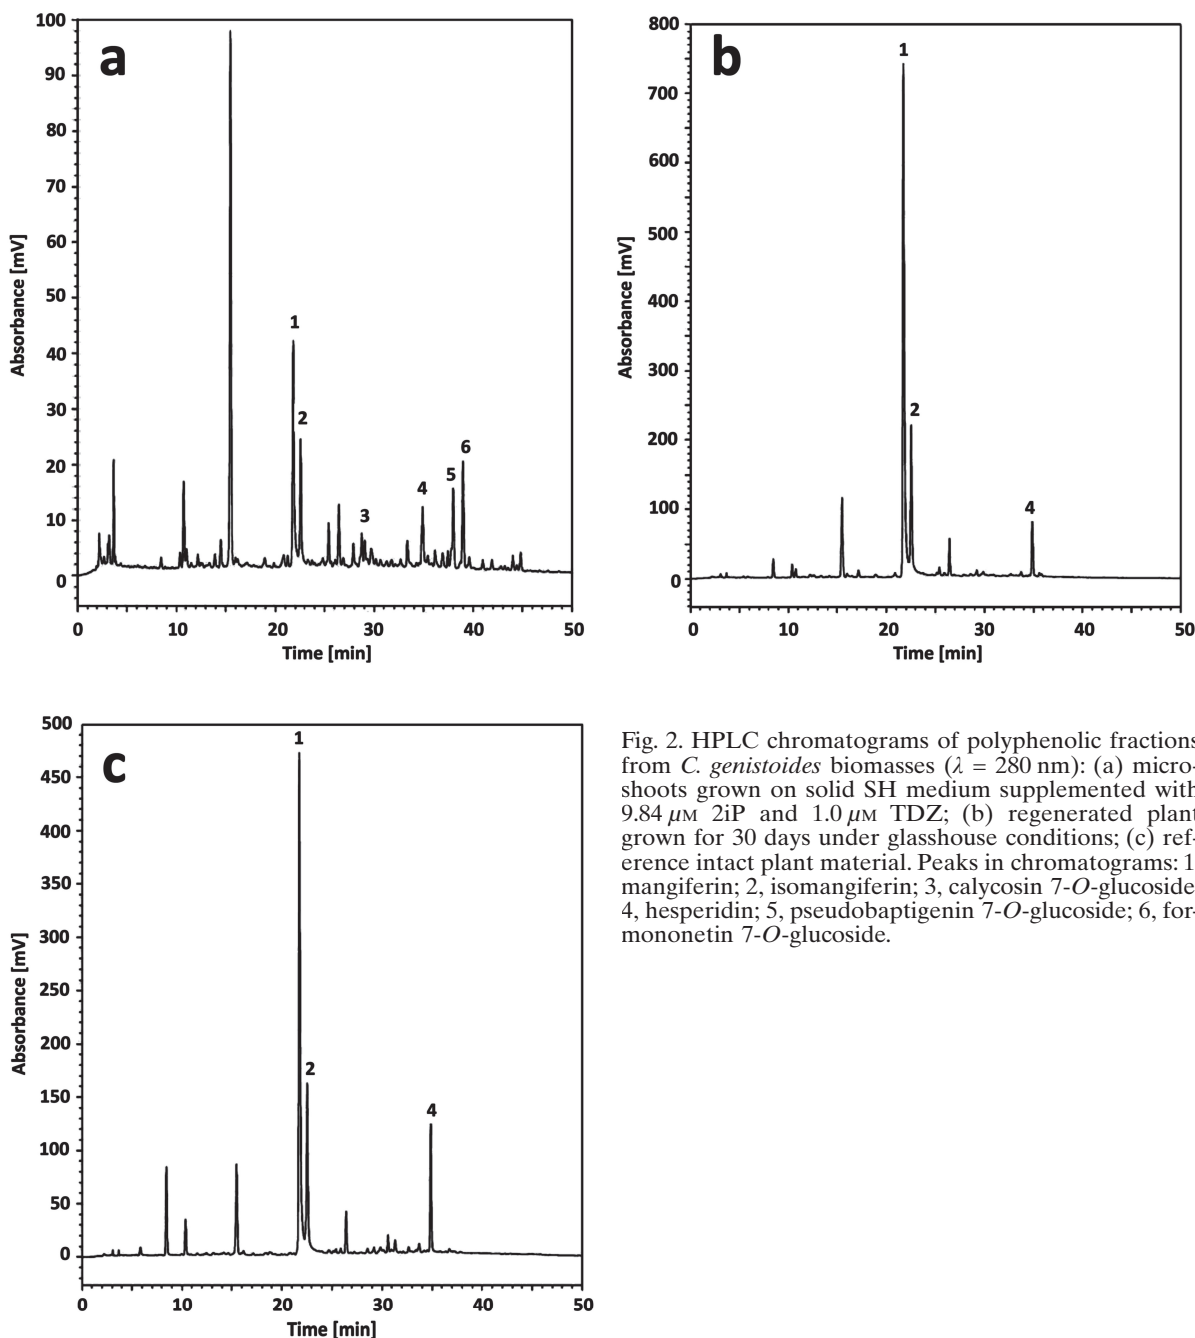 a
100
90
80
70
60
50
40
30
20
10
0
Absorbance [mV]
1
2
3
4
5
6
0 10 20 30 40 50
Time [min]
b
800
700
600
500
400
300
200
100
0
Absorbance [mV]
1
2
4
0 10 20 30 40 50
Time [min]
c
500
450
400
350
300
250
200
150
100
50
0
Absorbance [mV]
1
2
4
0 10 20 30 40 50
Time [min]
Fig. 2. HPLC chromatograms of polyphenolic fractions
from C. genistoides biomasses (λ = 280 nm): (a) micro-
shoots grown on solid SH medium supplemented with
9.84 μM 2iP and 1.0 μM TDZ; (b) regenerated plant
grown for 30 days under glasshouse conditions; (c) ref-
erence intact plant material. Peaks in chromatograms: 1
mangiferin; 2, isomangiferin; 3, calycosin 7-O-glucoside
4, hesperidin; 5, pseudobaptigenin 7-O-glucoside; 6, for-
mononetin 7-O-glucoside.